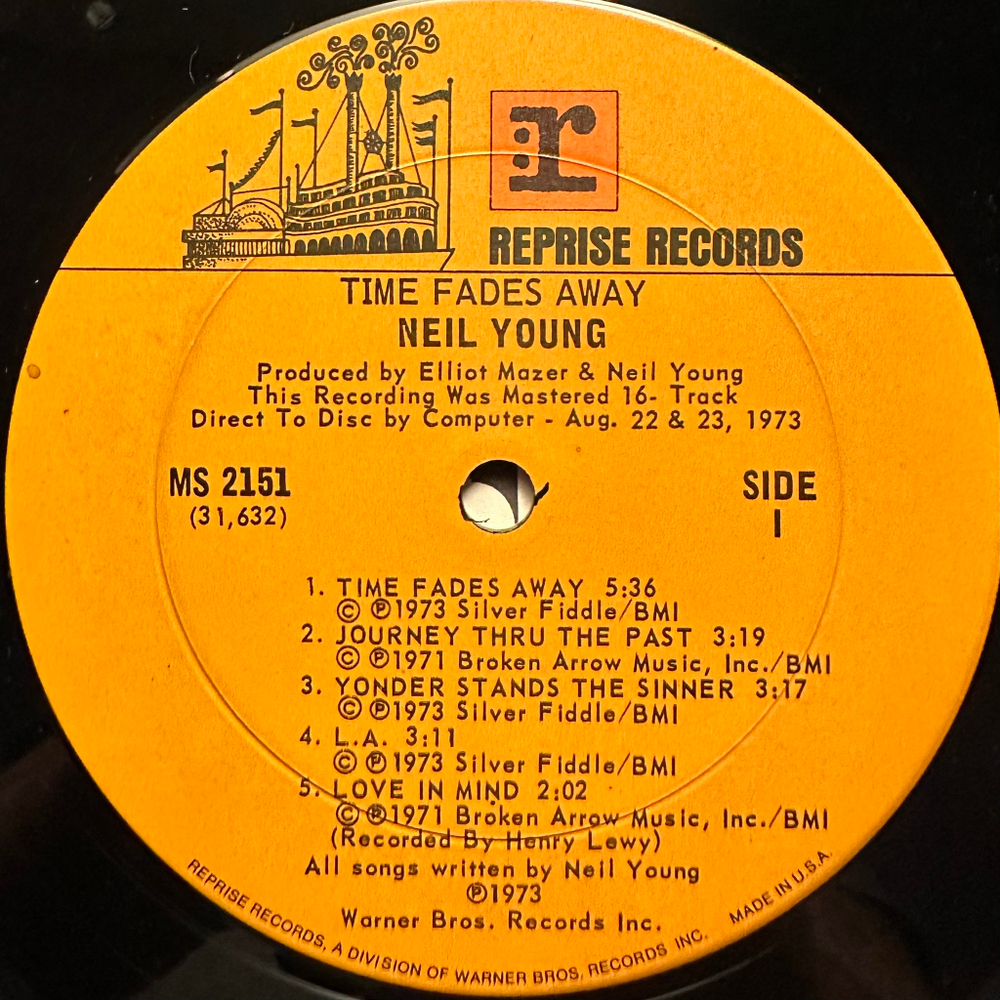 r
REPRISE RECORDS
TIME FADES AWAY
NEIL YOUNG
Produced by Elliot Mazer & Neil Young
This Recording Was Mastered 16- Track
Direct To Disc by Computer - Aug. 22 & 23, 1973
MS 2151
(31,632)
SIDE
1
1. TIME FADES AWAY 5:36
© ℗1973 Silver Fiddle/BMI
2. JOURNEY THRU THE PAST 3:19
© ℗1971 Broken Arrow Music, Inc./BMI
3. YONDER STANDS THE SINNER 3:17
© ℗1973 Silver Fiddle/BMI
4. L.A. 3:11
© ℗1973 Silver Fiddle/BMI
5. LOVE IN MIND 2:02
© ℗1971 Broken Arrow Music, Inc./BMI
(Recorded By Henry Lewy)
All songs written by Neil Young
℗1973
Warner Bros. Records Inc.
REPRISE RECORDS, A DIVISION OF WARNER BROS, RECORDS INC. MADE IN U.S.A.